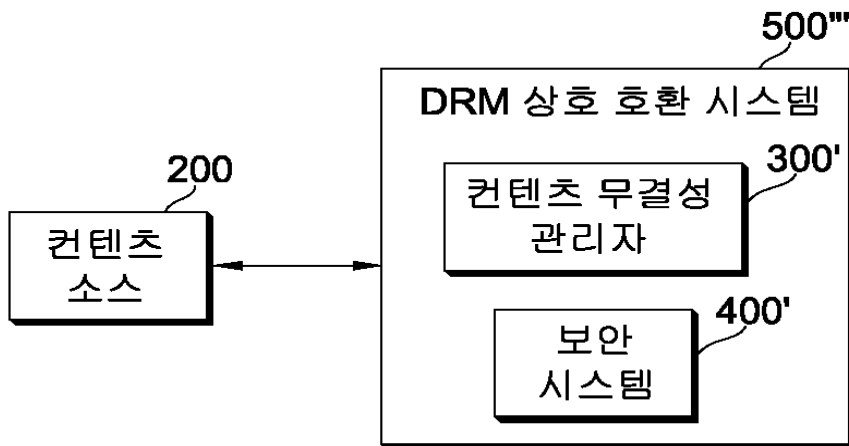 500'''
DRM 상호 호환 시스템
200
컨텐츠
소스
300'
컨텐츠 무결성
관리자
400'
보안
시스템